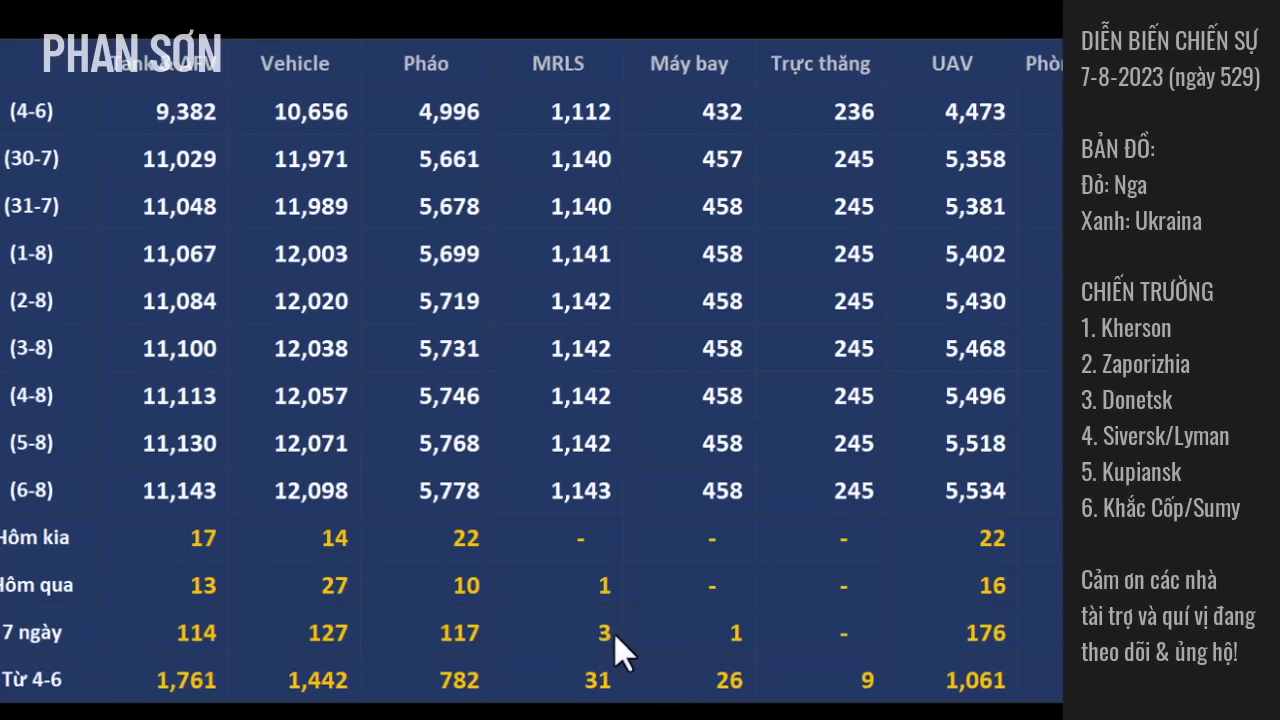 PHAN SƠN
Tank & APV Vehicle Pháo MRLS Máy bay Trực thăng UAV
(4-6) 9,382 10,656 4,996 1,112 432 236 4,473
(30-7) 11,029 11,971 5,661 1,140 457 245 5,358
(31-7) 11,048 11,989 5,678 1,140 458 245 5,381
(1-8) 11,067 12,003 5,699 1,141 458 245 5,402
(2-8) 11,084 12,020 5,719 1,142 458 245 5,430
(3-8) 11,100 12,038 5,731 1,142 458 245 5,468
(4-8) 11,113 12,057 5,746 1,142 458 245 5,496
(5-8) 11,130 12,071 5,768 1,142 458 245 5,518
(6-8) 11,143 12,098 5,778 1,143 458 245 5,534
Hôm kia 17 14 22 - - - 22
Hôm qua 13 27 10 1 - - 16
7 ngày 114 127 117 3 1 - 176
Từ 4-6 1,761 1,442 782 31 26 9 1,061
DIỄN BIẾN CHIẾN SỰ
7-8-2023 (ngày 529)
BẢN ĐỒ:
Đỏ: Nga
Xanh: Ukraina
CHIẾN TRƯỜNG
1. Kherson
2. Zaporizhia
3. Donetsk
4. Siversk/Lyman
5. Kupiansk
6. Khắc Cốp/Sumy
Cảm ơn các nhà
tài trợ và quí vị đang
theo dõi & ủng hộ!